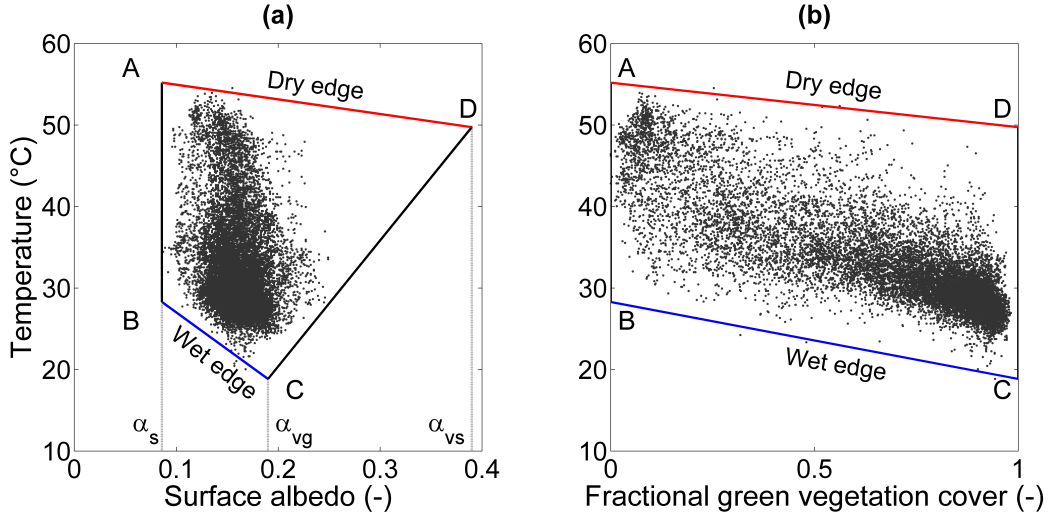 (a)
60
50
40
30
20
10
0
0.1
0.2
0.3
0.4
Temperature (°C)
Surface albedo (-)
A
B
C
D
Dry edge
Wet edge
αs
αvg
αvs
(b)
60
50
40
30
20
10
0
0.5
1
Fractional green vegetation cover (-)
A
B
C
D
Dry edge
Wet edge